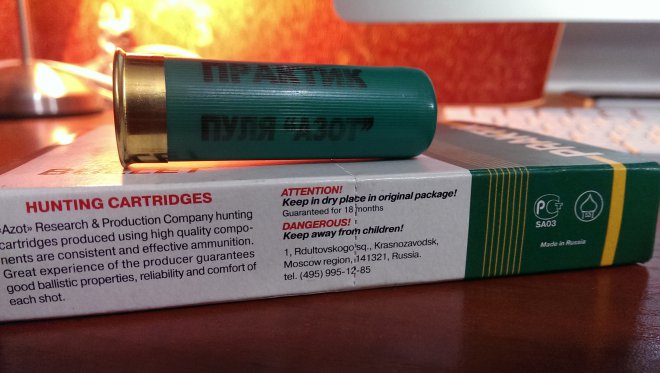 ПРАКТИК
ПУЛЯ "АЗОТ"
HUNTING CARTRIDGES
«Azot» Research & Production Company hunting
cartridges produced using high quality compo-
nents are consistent and effective ammunition.
Great experience of the producer guarantees
good ballistic properties, reliability and comfort of
each shot.
ATTENTION!
Keep in dry place in original package!
Guaranteed for 18 months
DANGEROUS!
Keep away from children!
1, Rdultovskogo sq., Krasnozavodsk,
Moscow region, 141321, Russia.
tel. (495) 995-12-85
SA03
Made in Russia